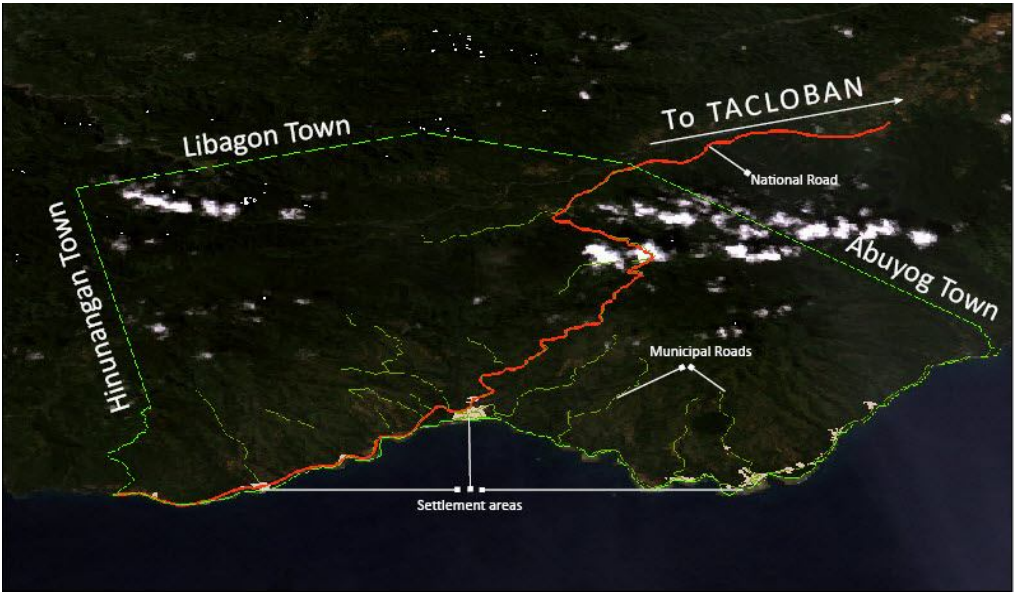 To TACLOBAN
Libagon Town
National Road
Hinunangan Town
Abuyog Town
Municipal Roads
Settlement areas